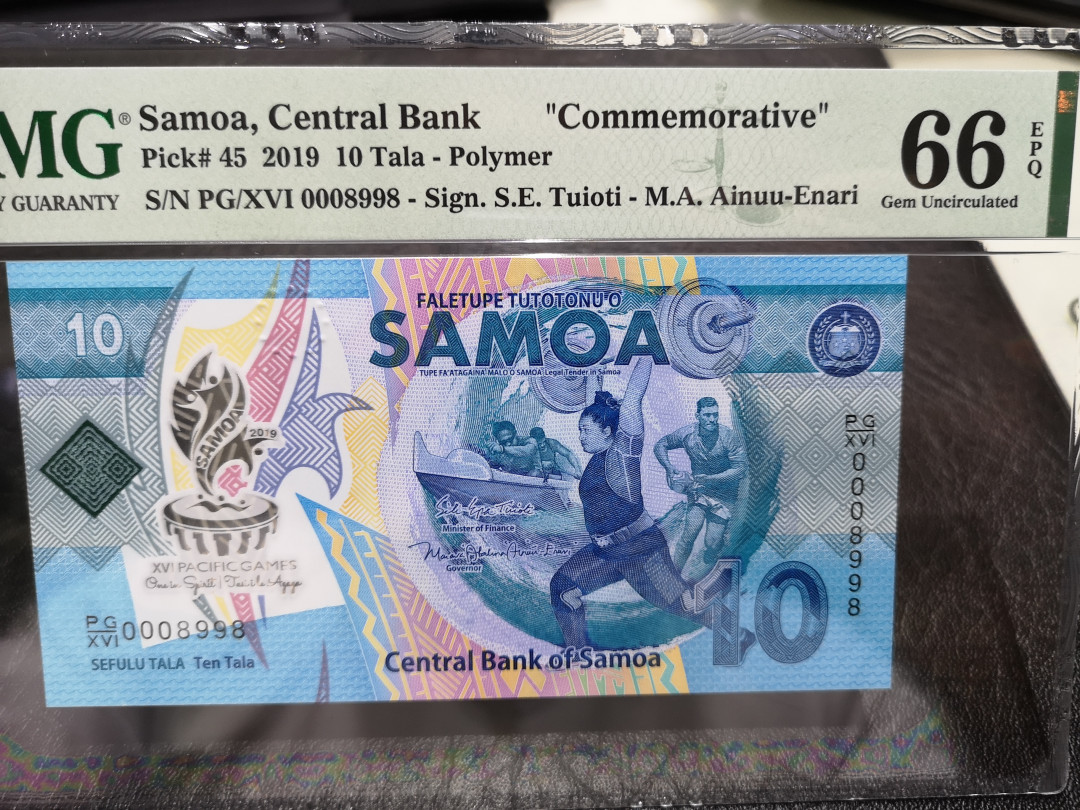 MG®
Y GUARANTY
Samoa, Central Bank "Commemorative"
Pick# 45 2019 10 Tala - Polymer
S/N PG/XVI 0008998 - Sign. S.E. Tuioti - M.A. Ainuu-Enari
66
EPQ
Gem Uncirculated
10
FALETUPE TUTOTONU'O
SAMOA
TUPE FA'ATAGAINA MALO O SAMOA Legal Tender in Samoa
SAMOA
2019
XVI PACIFIC GAMES
One in Spirit
PG
XVI 0008998
SEFULU TALA Ten Tala
Minister of Finance
Governor
PG
XVI
0008998
10
Central Bank of Samoa